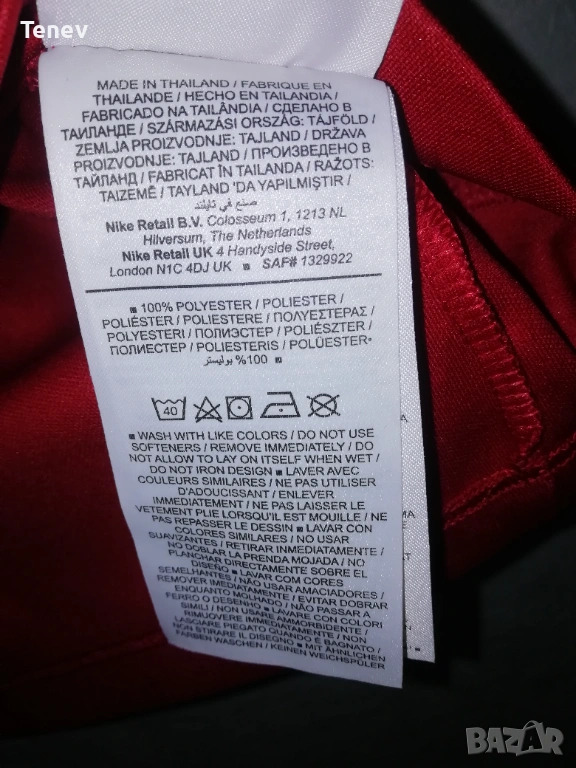 Tenev
MADE IN THAILAND / FABRIQUE EN
THAILANDE / HECHO EN TAILANDIA /
FABRICADO NA TAILÂNDIA / СДЕЛАНО В
ТАИЛАНДЕ / SZÁRMAZÁSI ORSZÁG: TÁJFÖLD /
ZEMLJA PROIZVODNJE: TAJLAND / DRŽAVA
PROIZVODNJE: TAJLAND / ПРОИЗВЕДЕНО В
ТАЙЛАНД / FABRICAT ÎN TAILANDA / RAŽOTS:
TAIZEMĒ / TAYLAND 'DA YAPILMIŞTIR /
صنع في تايلند
Nike Retail B.V. Colosseum 1, 1213 NL
Hilversum, The Netherlands
Nike Retail UK 4 Handyside Street,
London N1C 4DJ UK ■ SAF# 1329922
■ 100% POLYESTER / POLIESTER /
POLIÉSTER / POLIESTERE / ΠΟΛΥΕΣΤΕΡΑΣ /
POLYESTERI / ПОЛИЭСТЕР / POLIÉSZTER /
ПОЛИЕСТЕР / POLIESTERIS / POLÜESTER■
100% بوليستر
40
■ WASH WITH LIKE COLORS / DO NOT USE
SOFTENERS / REMOVE IMMEDIATELY / DO
NOT ALLOW TO LAY ON ITSELF WHEN WET /
DO NOT IRON DESIGN ■ LAVER AVEC
COULEURS SIMILAIRES / NE PAS UTILISER
D'ADOUCISSANT / ENLEVER
IMMEDIATEMENT / NE PAS LAISSER LE
VETEMENT PLIE LORSQU'IL EST MOUILLE / NE
PAS REPASSER LE DESSIN ■ LAVAR CON
COLORES SIMILARES / NO USAR
SUAVIZANTES / RETIRAR INMEDIATAMENTE /
NO DOBLAR LA PRENDA MOJADA / NO
PLANCHAR DIRECTAMENTE SOBRE EL
DISEÑO ■ LAVAR COM CORES
SEMELHANTES / NÃO USAR AMACIADORES /
REMOVER IMEDIATAMENTE / EVITAR DOBRAR
ENQUANTO MOLHADO / NÃO PASSAR A
FERRO O DESENHO ■ LAVARE CON COLORI
SIMILI / NON USARE AMMORBIDENTE /
RIMUOVERE IMMEDIATAMENTE / NON
LASCIARE PIEGATO QUANDO È BAGNATO /
NON STIRARE IL DISEGNO ■ MIT ÄHNLICHEN
FARBEN WASCHEN / KEINEN WEICHSPÜLER
BAZAR